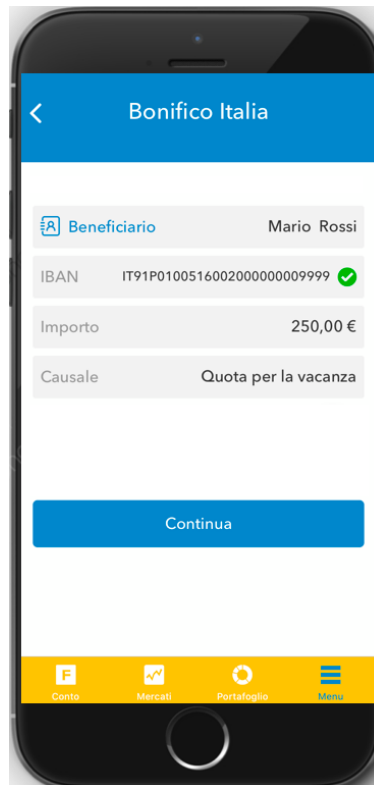 Bonifico Italia
Beneficiario Mario Rossi
IBAN IT91P0100516002000000009999
Importo 250,00 €
Causale Quota per la vacanza
Continua
F
Conto Mercati Portafoglio Menu